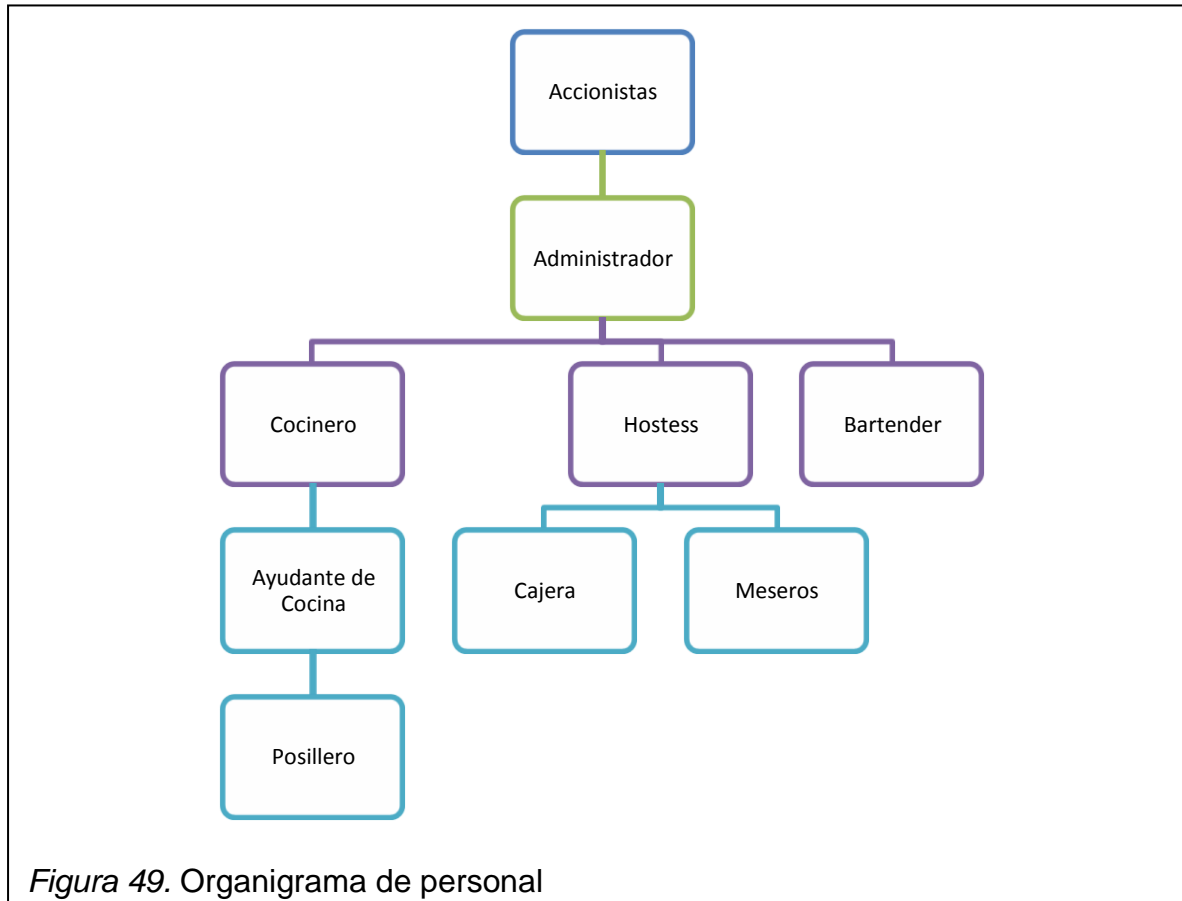 Accionistas
Administrador
Cocinero
Hostess
Bartender
Ayudante de
Cocina
Cajera
Meseros
Posillero
Figura 49. Organigrama de personal